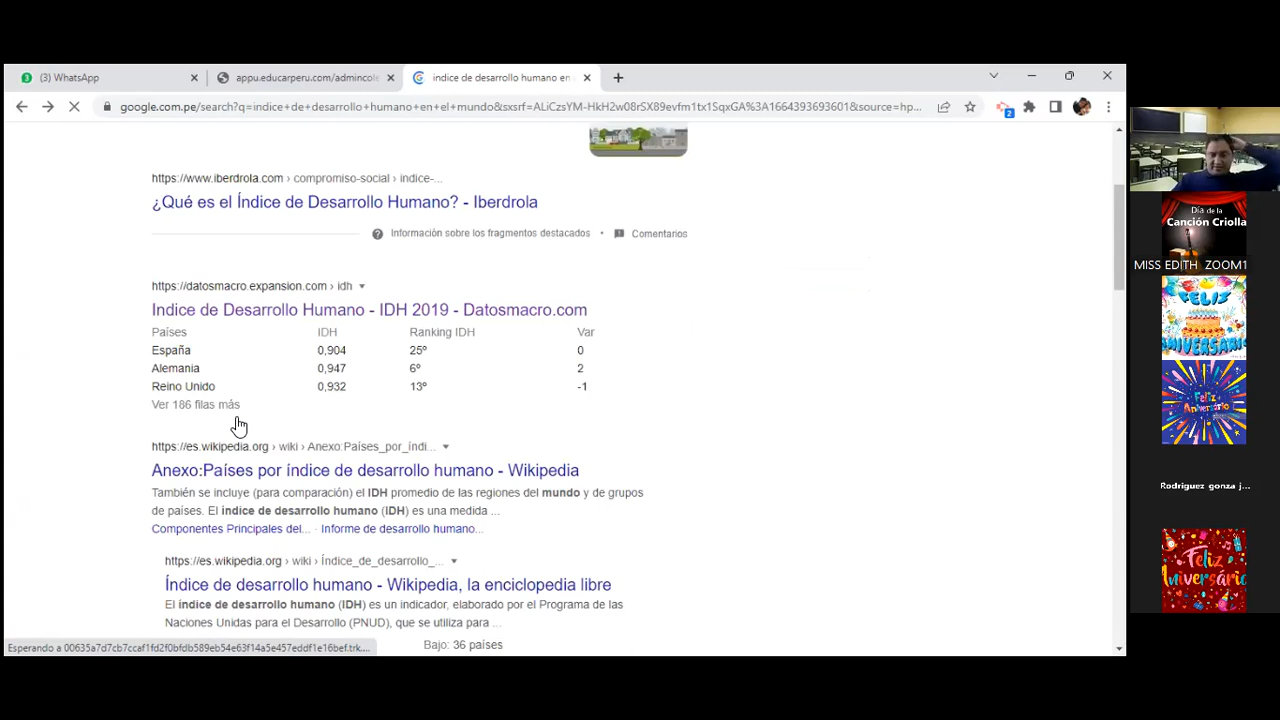 (3) WhatsApp
appu.educarperu.com/admincole
indice de desarrollo humano en
google.com.pe/search?q=indice+de+desarrollo+humano+en+el+mundo&sxsrf=ALiCzsYM-HkH2w08rSX89evfm1tx1SqxGA%3A1664393693601&source=hp...
2
https://www.iberdrola.com › compromiso-social › indice-...
¿Qué es el Índice de Desarrollo Humano? - Iberdrola
Información sobre los fragmentos destacados • Comentarios
https://datosmacro.expansion.com › idh
Indice de Desarrollo Humano - IDH 2019 - Datosmacro.com
Países IDH Ranking IDH Var
España 0,904 25º 0
Alemania 0,947 6º 2
Reino Unido 0,932 13º -1
Ver 186 filas más
https://es.wikipedia.org › wiki › Anexo:Países_por_índi...
Anexo:Países por índice de desarrollo humano - Wikipedia
También se incluye (para comparación) el IDH promedio de las regiones del mundo y de grupos
de países. El índice de desarrollo humano (IDH) es una medida ...
Componentes Principales del... · Informe de desarrollo humano...
https://es.wikipedia.org › wiki › Índice_de_desarrollo_...
Índice de desarrollo humano - Wikipedia, la enciclopedia libre
El índice de desarrollo humano (IDH) es un indicador, elaborado por el Programa de las
Naciones Unidas para el Desarrollo (PNUD), que se utiliza para ...
Bajo: 36 países
Esperando a 00635a7d7cb7ccaf1fd2f0bfdb589eb54e63f14a5e457eddf1e16bef.trk....
Día de la
Canción Criolla
MISS EDITH ZOOM1
FELIZ
ANIVERSÁRIO
Feliz
Aniversário
Rodriguez gonza j...
Feliz
Aniversário